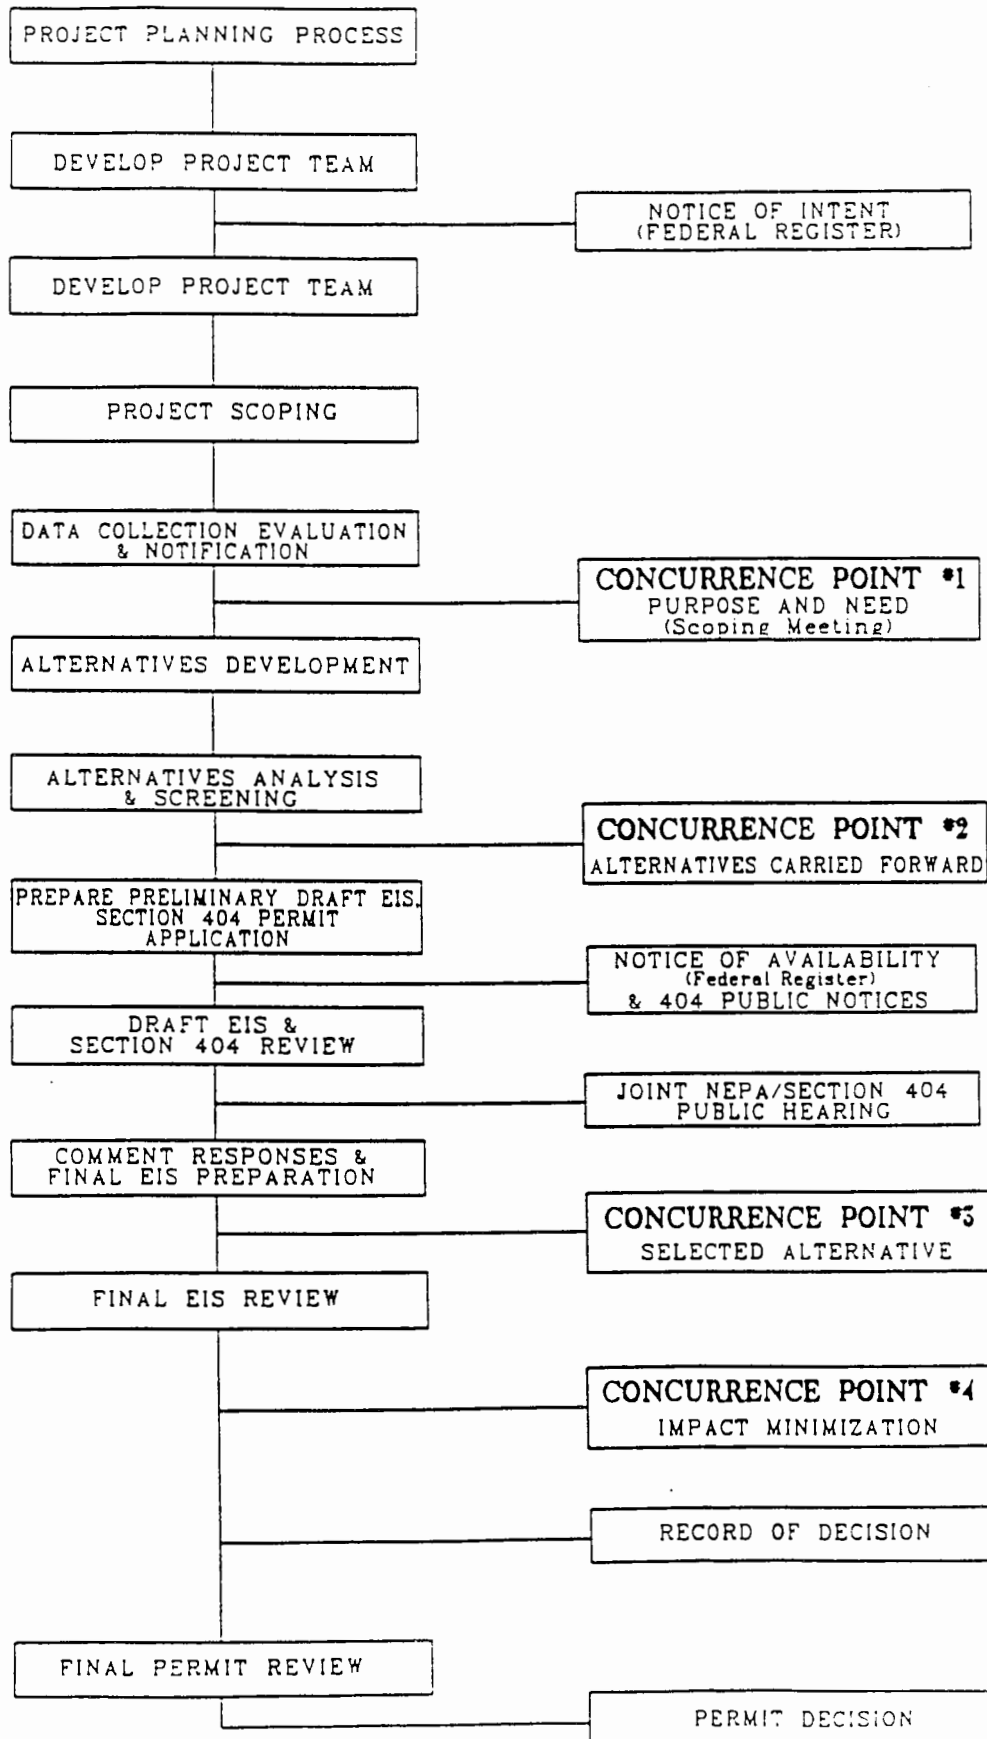 PROJECT PLANNING PROCESS
DEVELOP PROJECT TEAM
NOTICE OF INTENT
(FEDERAL REGISTER)
DEVELOP PROJECT TEAM
PROJECT SCOPING
DATA COLLECTION EVALUATION
& NOTIFICATION
CONCURRENCE POINT #1
PURPOSE AND NEED
(Scoping Meeting)
ALTERNATIVES DEVELOPMENT
ALTERNATIVES ANALYSIS
& SCREENING
CONCURRENCE POINT #2
ALTERNATIVES CARRIED FORWARD
PREPARE PRELIMINARY DRAFT EIS,
SECTION 404 PERMIT
APPLICATION
NOTICE OF AVAILABILITY
(Federal Register)
& 404 PUBLIC NOTICES
DRAFT EIS &
SECTION 404 REVIEW
JOINT NEPA/SECTION 404
PUBLIC HEARING
COMMENT RESPONSES &
FINAL EIS PREPARATION
CONCURRENCE POINT #3
SELECTED ALTERNATIVE
FINAL EIS REVIEW
CONCURRENCE POINT #4
IMPACT MINIMIZATION
RECORD OF DECISION
FINAL PERMIT REVIEW
PERMIT DECISION